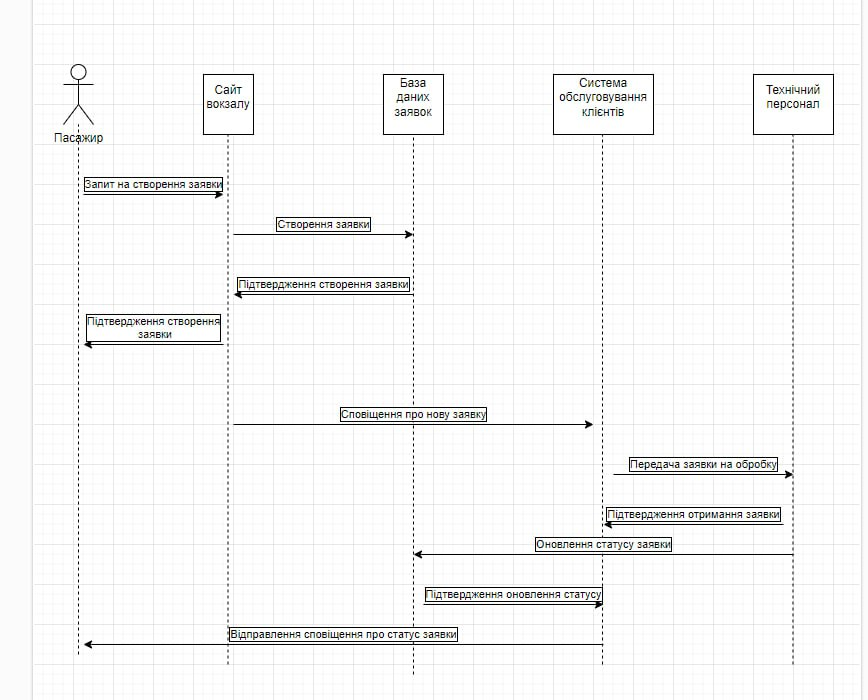 Пасажир
Сайт
вокзалу
База
даних
заявок
Система
обслуговування
клієнтів
Технічний
персонал
Запит на створення заявки
Створення заявки
Підтвердження створення заявки
Підтвердження створення
заявки
Сповіщення про нову заявку
Передача заявки на обробку
Підтвердження отримання заявки
Оновлення статусу заявки
Підтвердження оновлення статусу
Відправлення сповіщення про статус заявки